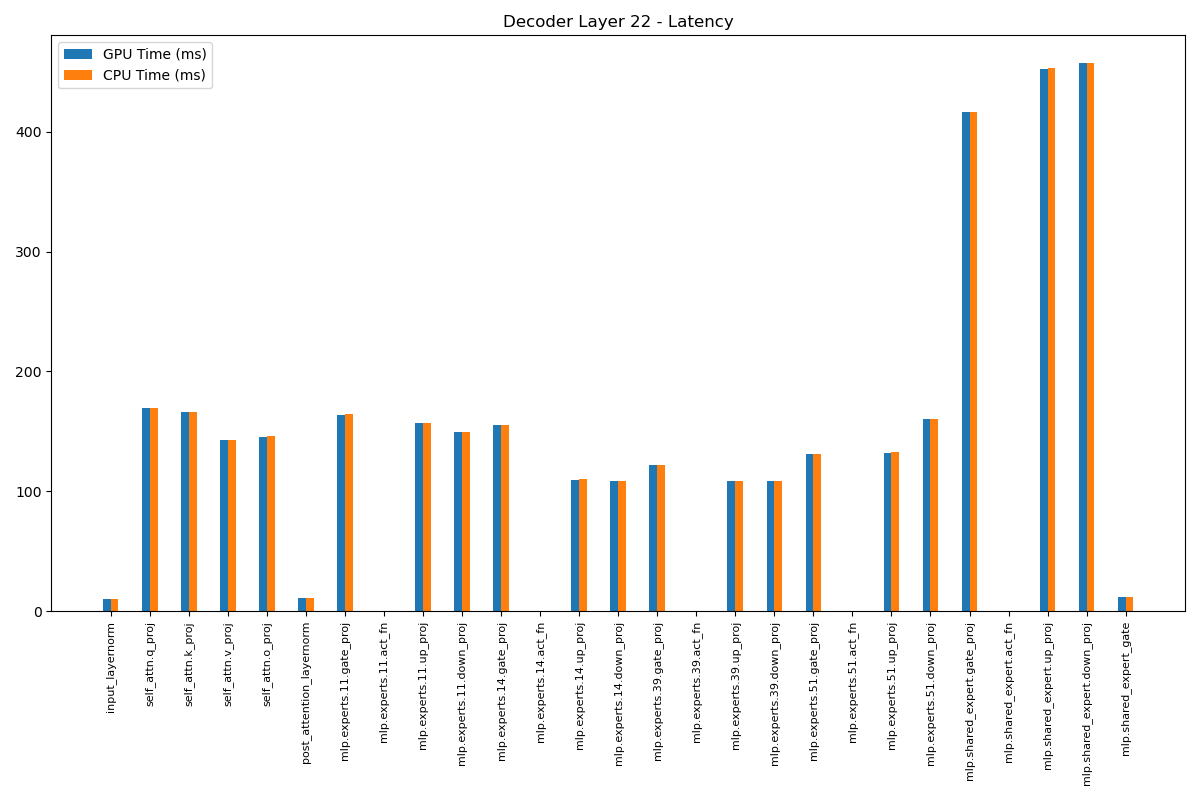 Decoder Layer 22 - Latency
GPU Time (ms)
CPU Time (ms)
400
300
200
100
0
input_layernorm
self_attn.q_proj
self_attn.k_proj
self_attn.v_proj
self_attn.o_proj
post_attention_layernorm
mlp.experts.11.gate_proj
mlp.experts.11.act_fn
mlp.experts.11.up_proj
mlp.experts.11.down_proj
mlp.experts.14.gate_proj
mlp.experts.14.act_fn
mlp.experts.14.up_proj
mlp.experts.14.down_proj
mlp.experts.39.gate_proj
mlp.experts.39.act_fn
mlp.experts.39.up_proj
mlp.experts.39.down_proj
mlp.experts.51.gate_proj
mlp.experts.51.act_fn
mlp.experts.51.up_proj
mlp.experts.51.down_proj
mlp.shared_expert.gate_proj
mlp.shared_expert.act_fn
mlp.shared_expert.up_proj
mlp.shared_expert.down_proj
mlp.shared_expert_gate